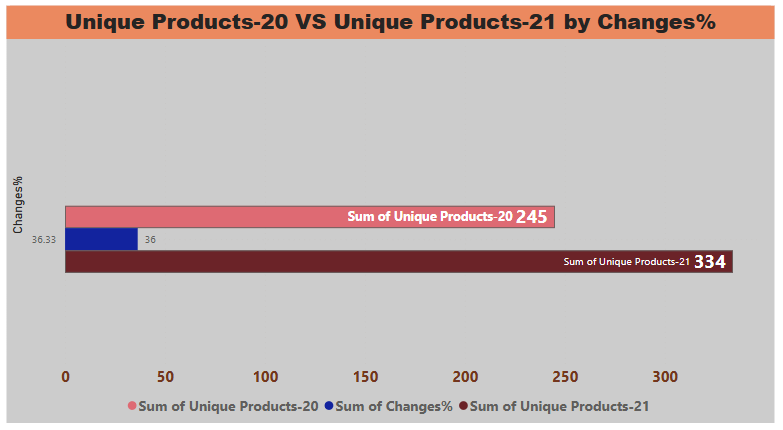 Unique Products-20 VS Unique Products-21 by Changes%
Changes%
Sum of Unique Products-20 245
36.33
36
Sum of Unique Products-21 334
0 50 100 150 200 250 300
Sum of Unique Products-20 Sum of Changes% Sum of Unique Products-21